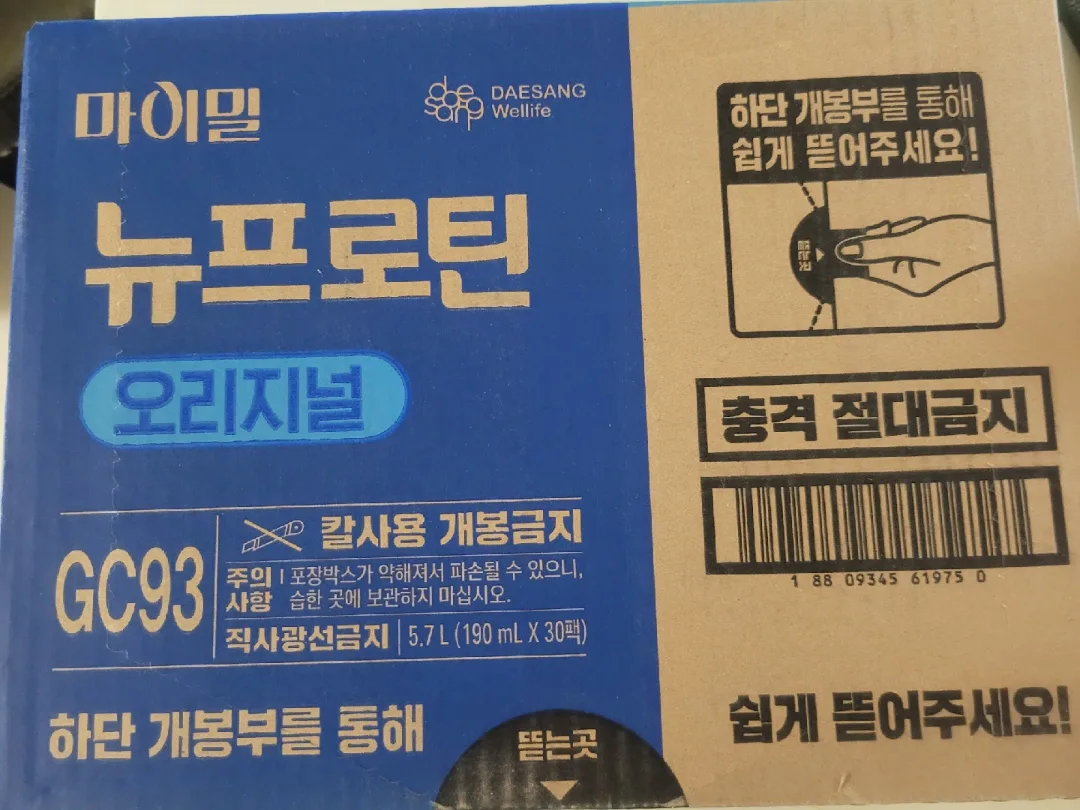 마이밀
dae sang
DAESANG
Wellife
뉴프로틴
오리지널
GC93
칼사용 개봉금지
주의사항 | 포장박스가 약해져서 파손될 수 있으니,
습한 곳에 보관하지 마십시오.
직사광선금지 | 5.7 L (190 mL X 30팩)
하단 개봉부를 통해
뜯는곳
하단 개봉부를 통해
쉽게 뜯어주세요!
뜯는곳
충격 절대금지
1 88 09345 61975 0
쉽게 뜯어주세요!